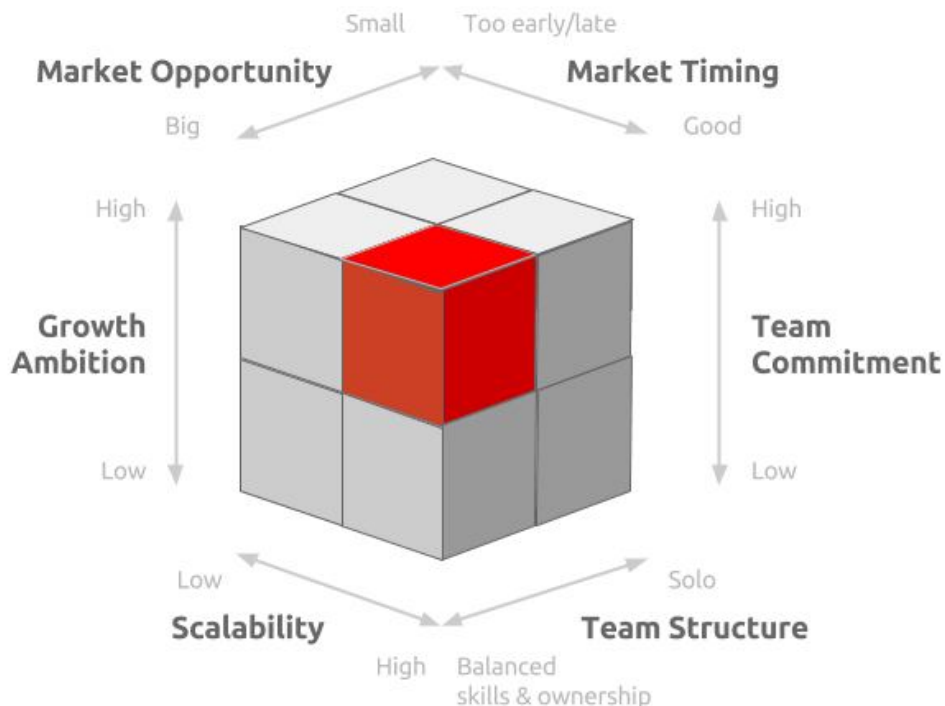 Small
Too early/late
Market Opportunity
Market Timing
Big
Good
High
High
Growth
Ambition
Team
Commitment
Low
Low
Low
Solo
Scalability
Team Structure
High
Balanced
skills & ownership